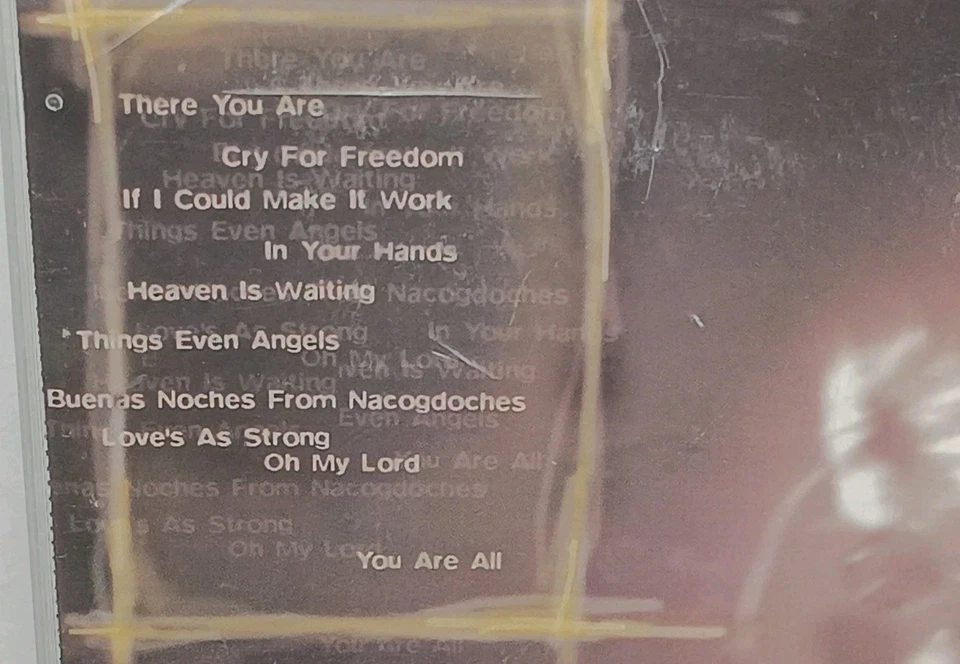 There You Are
Cry For Freedom
If I Could Make It Work
In Your Hands
Heaven Is Waiting
Things Even Angels
Buenas Noches From Nacogdoches
Love's As Strong
Oh My Lord
You Are All